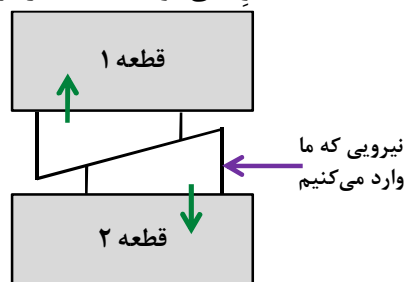 قطعه ۱
نیرویی که ما
وارد می‌کنیم
قطعه ۲